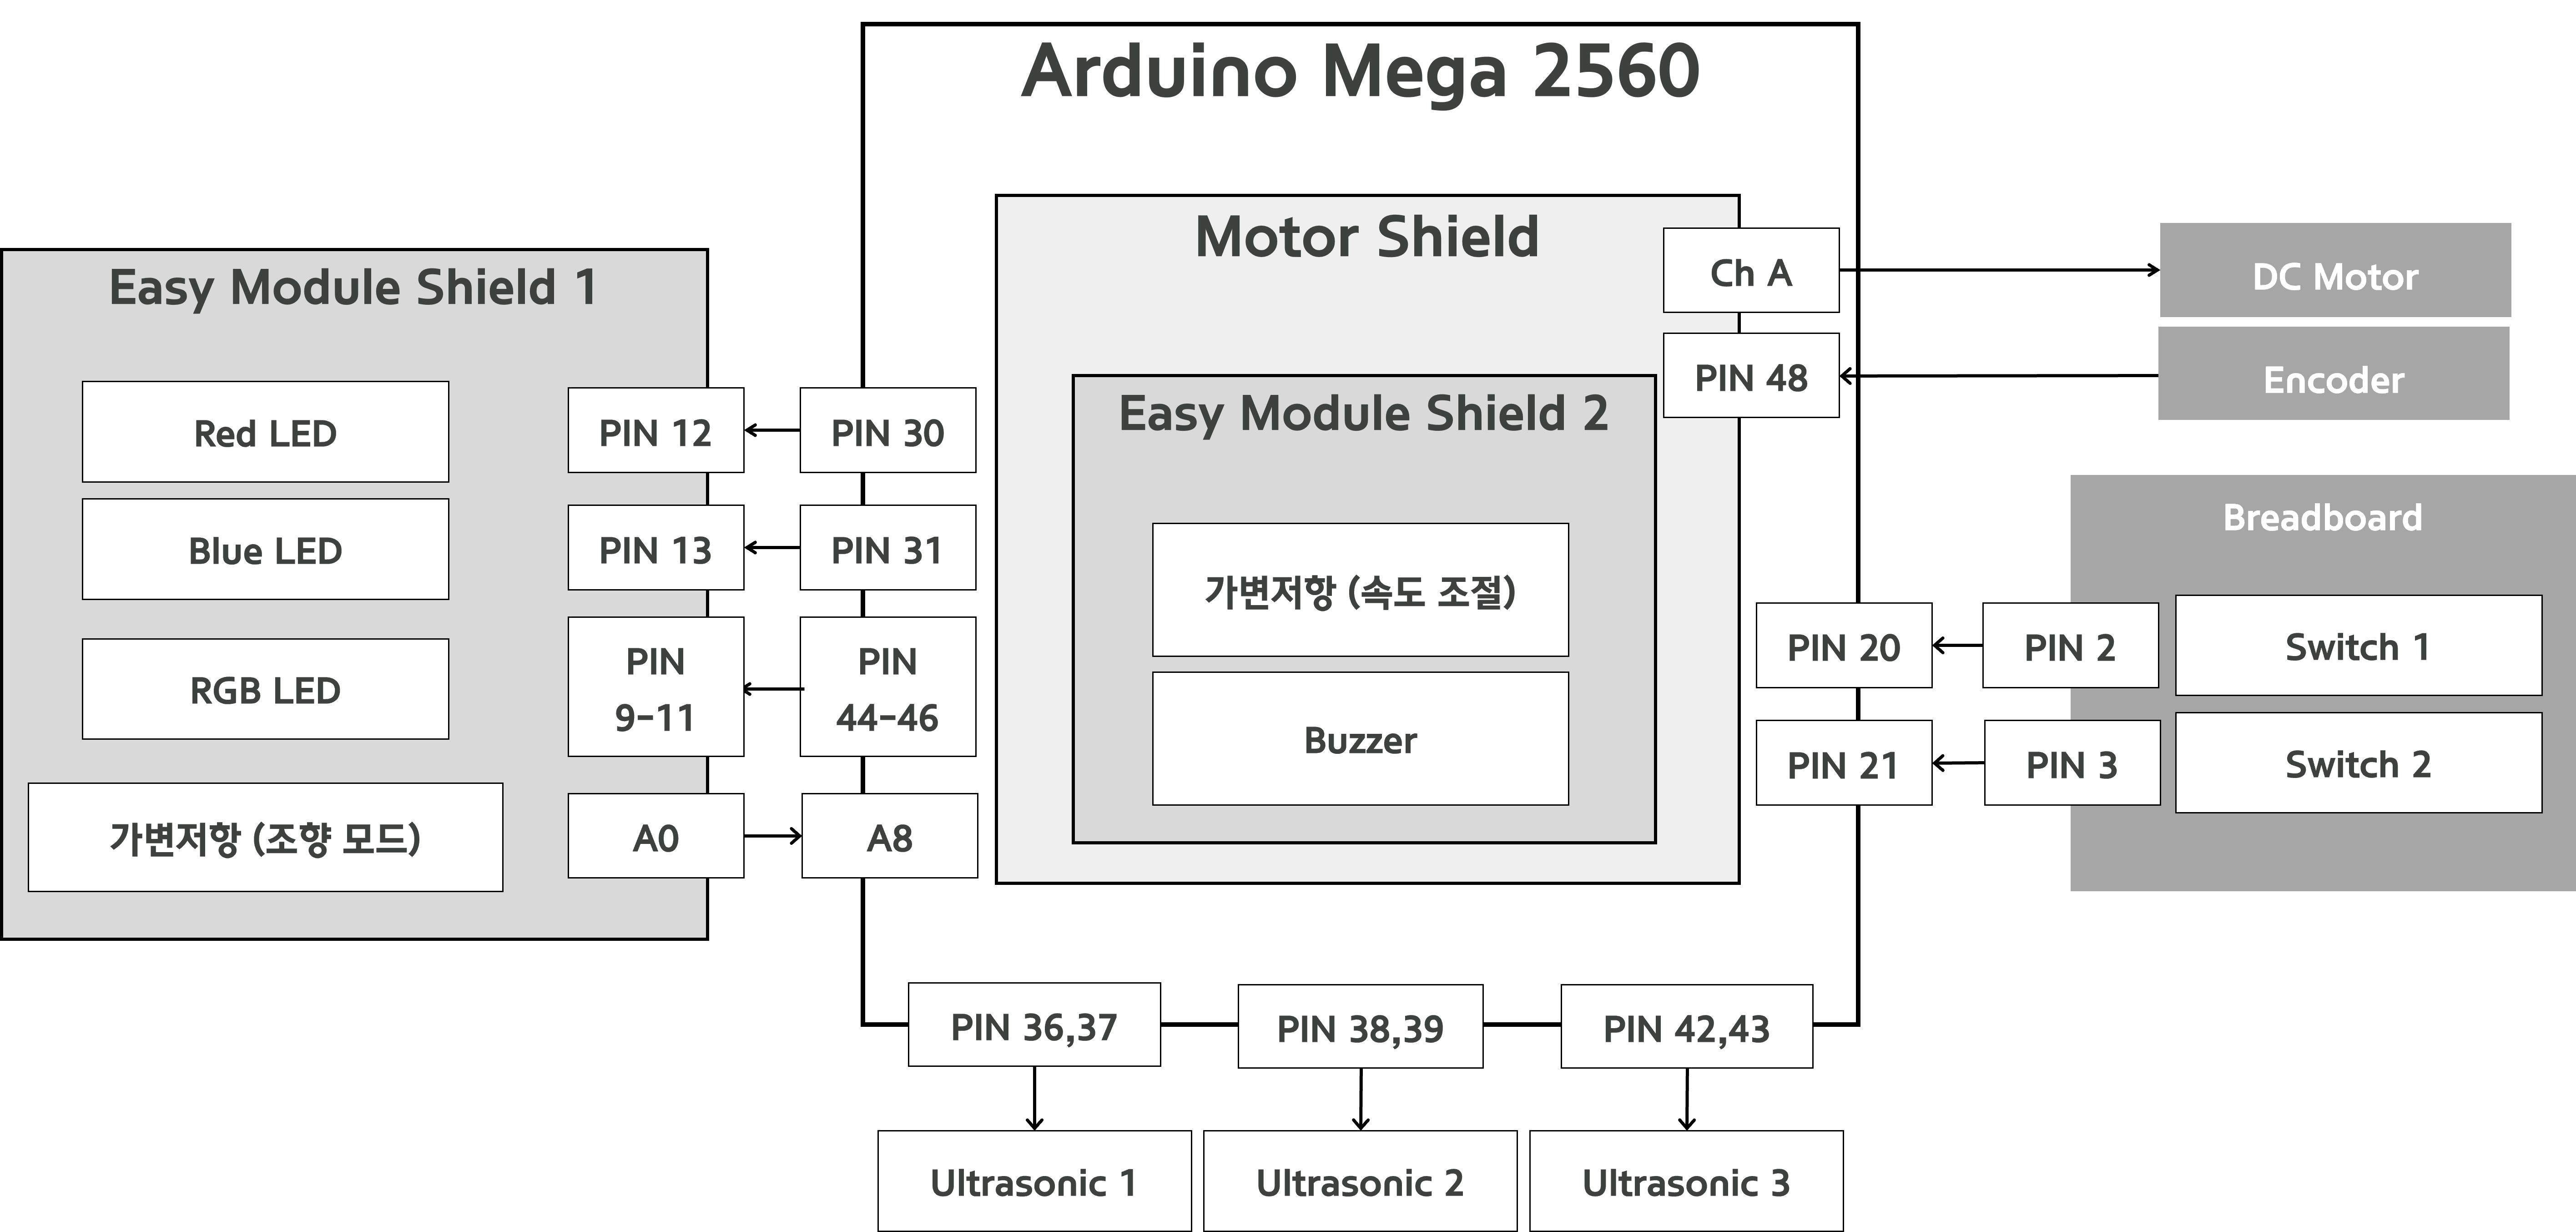 Arduino Mega 2560
Motor Shield
Ch A
DC Motor
PIN 48
Encoder
Easy Module Shield 1
Red LED
PIN 12
PIN 30
Blue LED
PIN 13
PIN 31
RGB LED
PIN
9-11
PIN
44-46
가변저항 (조향 모드)
A0
A8
Easy Module Shield 2
가변저항 (속도 조절)
Buzzer
Breadboard
PIN 20
PIN 2
Switch 1
PIN 21
PIN 3
Switch 2
PIN 36,37
PIN 38,39
PIN 42,43
Ultrasonic 1
Ultrasonic 2
Ultrasonic 3